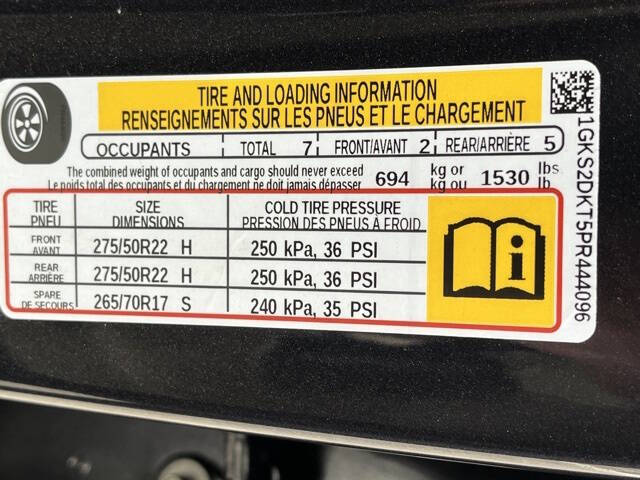 TIRE AND LOADING INFORMATION
RENSEIGNEMENTS SUR LES PNEUS ET LE CHARGEMENT
OCCUPANTS TOTAL 7 FRONT/AVANT 2 REAR/ARRIÈRE 5
The combined weight of occupants and cargo should never exceed
Le poids total des occupants et du chargement ne doit jamais dépasser
694 kg or kg ou 1530 lbs. lb
TIRE PNEU SIZE DIMENSIONS COLD TIRE PRESSURE PRESSION DES PNEUS À FROID
FRONT AVANT 275/50R22 H 250 kPa, 36 PSI
REAR ARRIÈRE 275/50R22 H 250 kPa, 36 PSI
SPARE DE SECOURS 265/70R17 S 240 kPa, 35 PSI
1GKS2DKT5PR444096